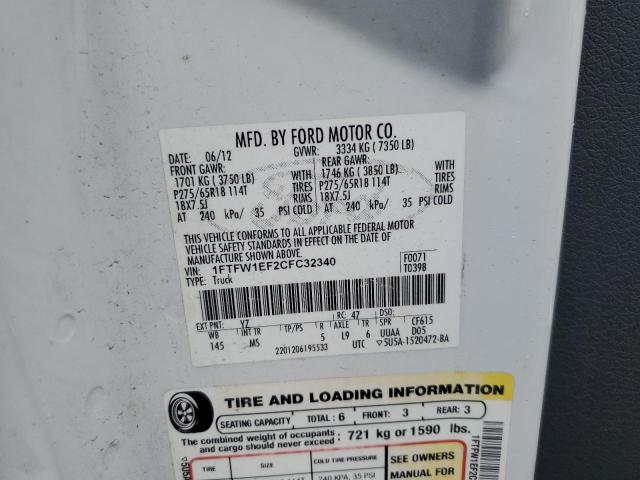 MFD. BY FORD MOTOR CO.
DATE: 06/12 GVWR: 3334 KG ( 7350 LB)
FRONT GAWR: REAR GAWR:
1701 KG ( 3750 LB) WITH 1746 KG ( 3850 LB) WITH
P275/65R18 114T TIRES P275/65R18 114T TIRES
18X7.5J RIMS 18X7.5J RIMS
AT 240 kPa/ 35 PSI COLD AT 240 kPa/ 35 PSI COLD
THIS VEHICLE CONFORMS TO ALL APPLICABLE FEDERAL MOTOR
VEHICLE SAFETY STANDARDS IN EFFECT ON THE DATE OF
MANUFACTURE SHOWN ABOVE.
VIN: 1FTFW1EF2CFC32340 F0071
TYPE: Truck T0398
EXT PNT: YZ RC: 47 DSO:
WB INT TR TP/PS R AXLE TR SPR CF615
145 MS 5 L9 6 UUAA D05
2201206195533 UTC ▽5U5A-1520472-BA
TIRE AND LOADING INFORMATION
SEATING CAPACITY TOTAL: 6 FRONT: 3 REAR: 3
The combined weight of occupants and cargo should never exceed: 721 kg or 1590 lbs.
TIRE SIZE COLD TIRE PRESSURE SEE OWNERS
240 KPA, 35 PSI MANUAL FOR